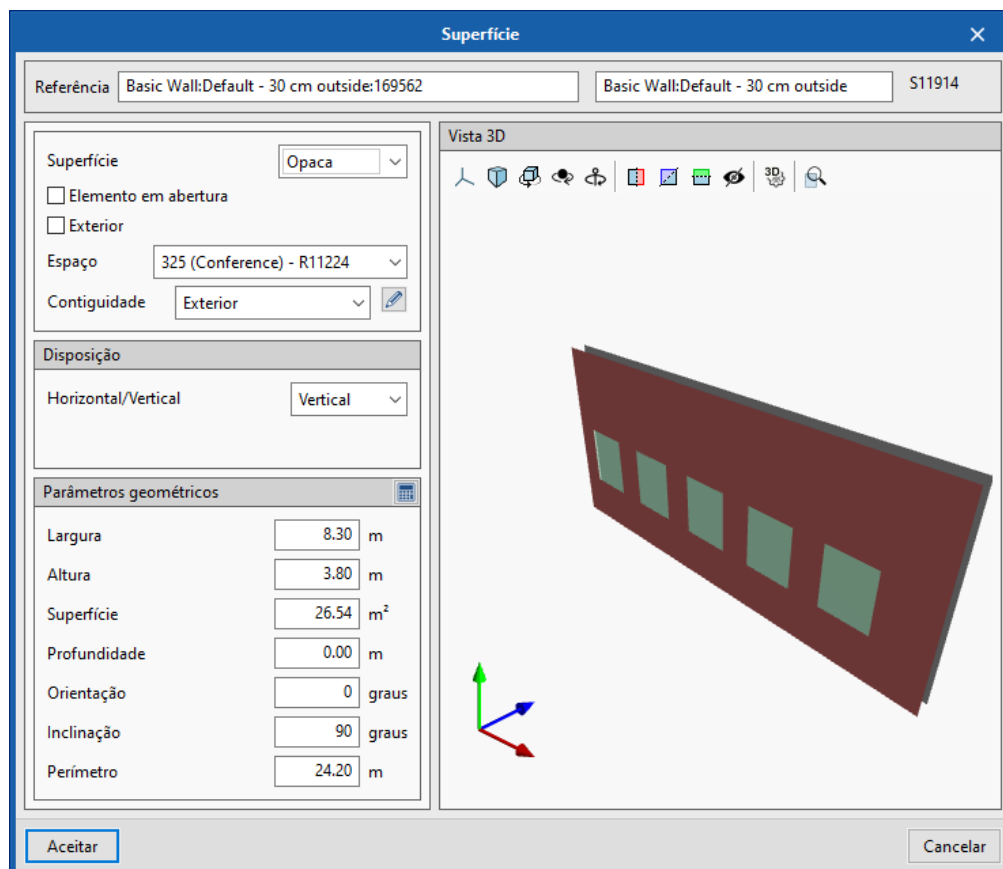 Superfície
Referência Basic Wall:Default - 30 cm outside:169562 Basic Wall:Default - 30 cm outside S11914
Superfície Opaca
Elemento em abertura
Exterior
Espaço 325 (Conference) - R11224
Contiguidade Exterior
Disposição
Horizontal/Vertical Vertical
Parâmetros geométricos
Largura 8.30 m
Altura 3.80 m
Superfície 26.54 m²
Profundidade 0.00 m
Orientação 0 graus
Inclinação 90 graus
Perímetro 24.20 m
Vista 3D
3D
Aceitar Cancelar